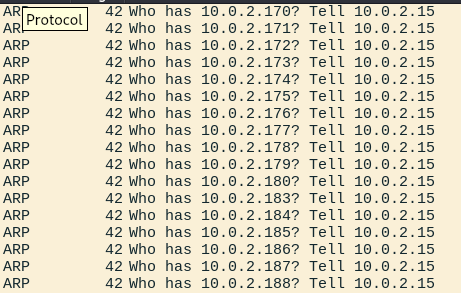 ARP 42 Who has 10.0.2.170? Tell 10.0.2.15
Protocol
ARP 42 Who has 10.0.2.171? Tell 10.0.2.15
ARP 42 Who has 10.0.2.172? Tell 10.0.2.15
ARP 42 Who has 10.0.2.173? Tell 10.0.2.15
ARP 42 Who has 10.0.2.174? Tell 10.0.2.15
ARP 42 Who has 10.0.2.175? Tell 10.0.2.15
ARP 42 Who has 10.0.2.176? Tell 10.0.2.15
ARP 42 Who has 10.0.2.177? Tell 10.0.2.15
ARP 42 Who has 10.0.2.178? Tell 10.0.2.15
ARP 42 Who has 10.0.2.179? Tell 10.0.2.15
ARP 42 Who has 10.0.2.180? Tell 10.0.2.15
ARP 42 Who has 10.0.2.183? Tell 10.0.2.15
ARP 42 Who has 10.0.2.184? Tell 10.0.2.15
ARP 42 Who has 10.0.2.185? Tell 10.0.2.15
ARP 42 Who has 10.0.2.186? Tell 10.0.2.15
ARP 42 Who has 10.0.2.187? Tell 10.0.2.15
ARP 42 Who has 10.0.2.188? Tell 10.0.2.15